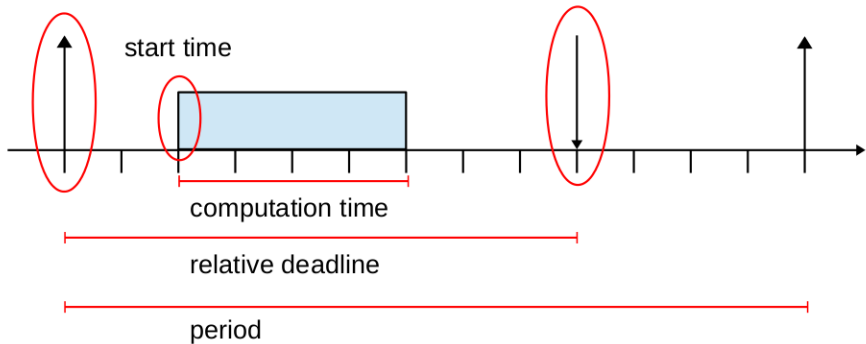 start time
computation time
relative deadline
period